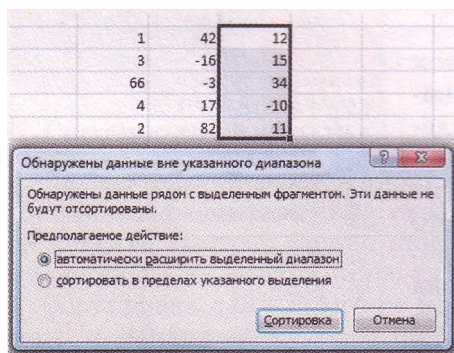 1 42 12
3 -16 15
66 -3 34
4 17 -10
2 82 11
Обнаружены данные вне указанного диапазона
Обнаружены данные рядом с выделенным фрагментом. Эти данные не
будут отсортированы.
Предполагаемое действие:
автоматически расширить выделенный диапазон
сортировать в пределах указанного выделения
Сортировка Отмена